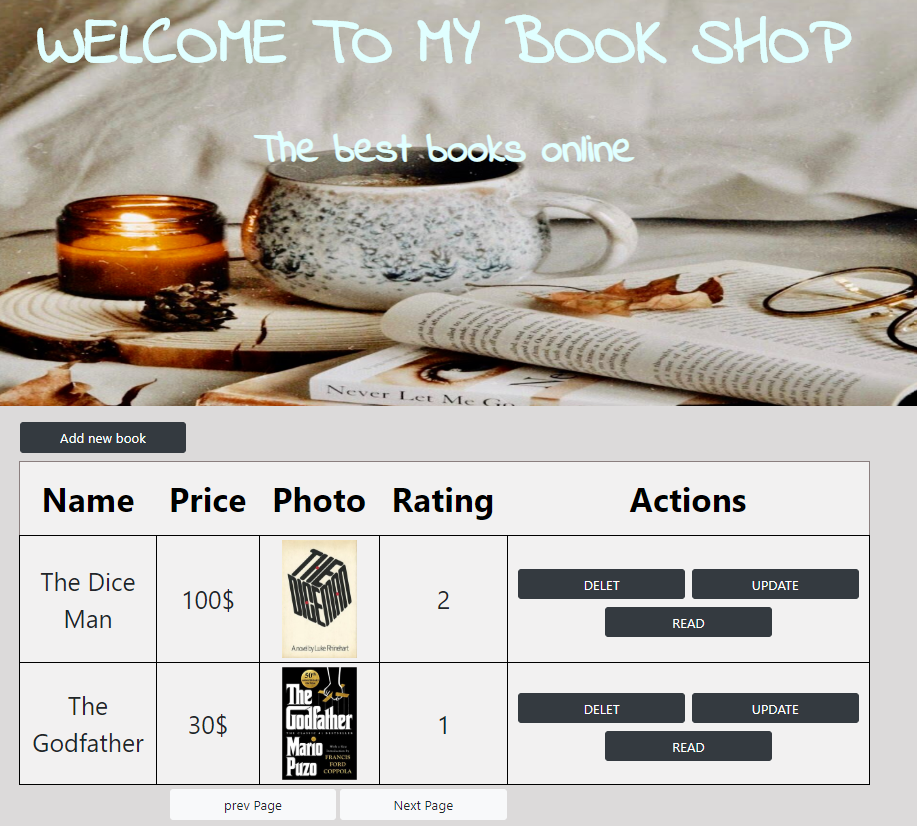 WELCOME TO MY BOOK SHOP
The best books online
Never Let Me Go
Add new book
Name Price Photo Rating Actions
The Dice
Man
100$
THE DICE MAN
A novel by Luke Rhinehart
2
DELET UPDATE
READ
The
Godfather
30$
50th
The
Godfather
Mario
Puzo
FRANCIS
FORD
COPPOLA
1
DELET UPDATE
READ
prev Page Next Page